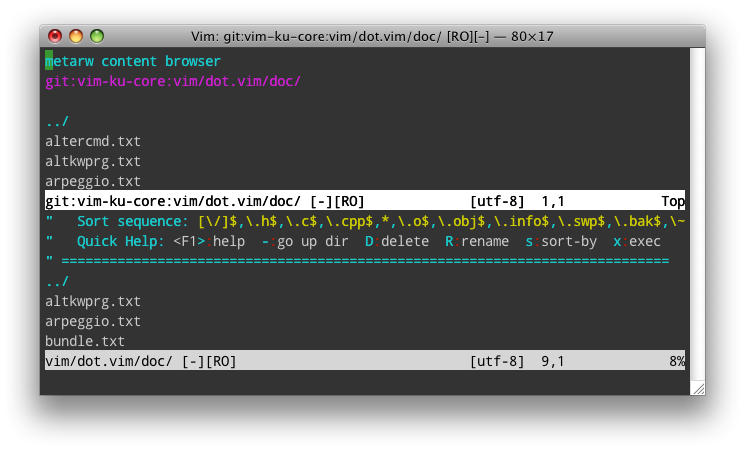 Vim: git:vim-ku-core:vim/dot.vim/doc/ [RO][-] — 80×17
metarw content browser
git:vim-ku-core:vim/dot.vim/doc/
../
altercmd.txt
altkwprg.txt
arpeggio.txt
git:vim-ku-core:vim/dot.vim/doc/ [-][RO] [utf-8] 1,1 Top
"   Sort sequence: [\/]$,\.h$,\.c$,\.cpp$,*,\.o$,\.obj$,\.info$,\.swp$,\.bak$,\~
"   Quick Help: <F1>:help  -:go up dir  D:delete  R:rename  s:sort-by  x:exec
" ============================================================================
../
altkwprg.txt
arpeggio.txt
bundle.txt
vim/dot.vim/doc/ [-][RO] [utf-8] 9,1 8%